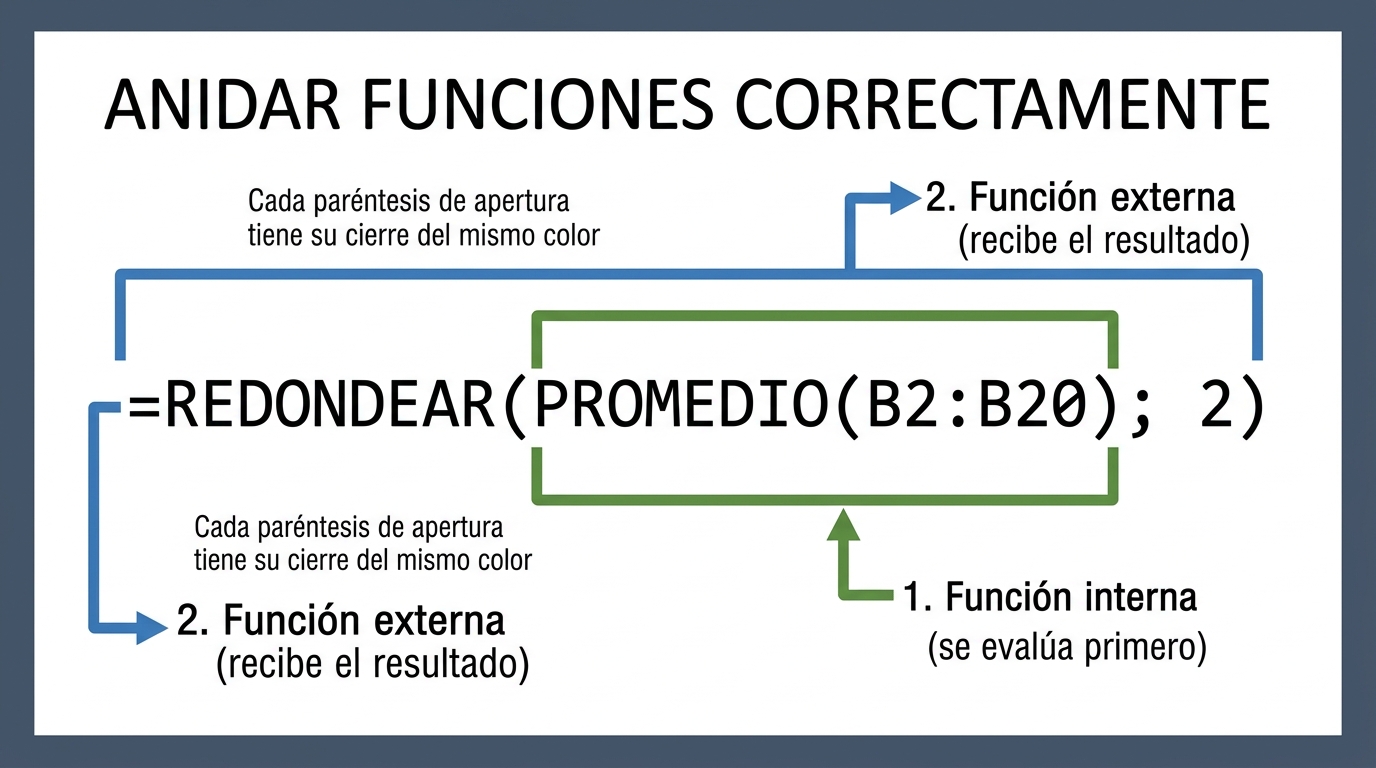 ANIDAR FUNCIONES CORRECTAMENTE
Cada paréntesis de apertura
tiene su cierre del mismo color
2. Función externa
(recibe el resultado)
=REDONDEAR(PROMEDIO(B2:B20); 2)
Cada paréntesis de apertura
tiene su cierre del mismo color
2. Función externa
(recibe el resultado)
1. Función interna
(se evalúa primero)